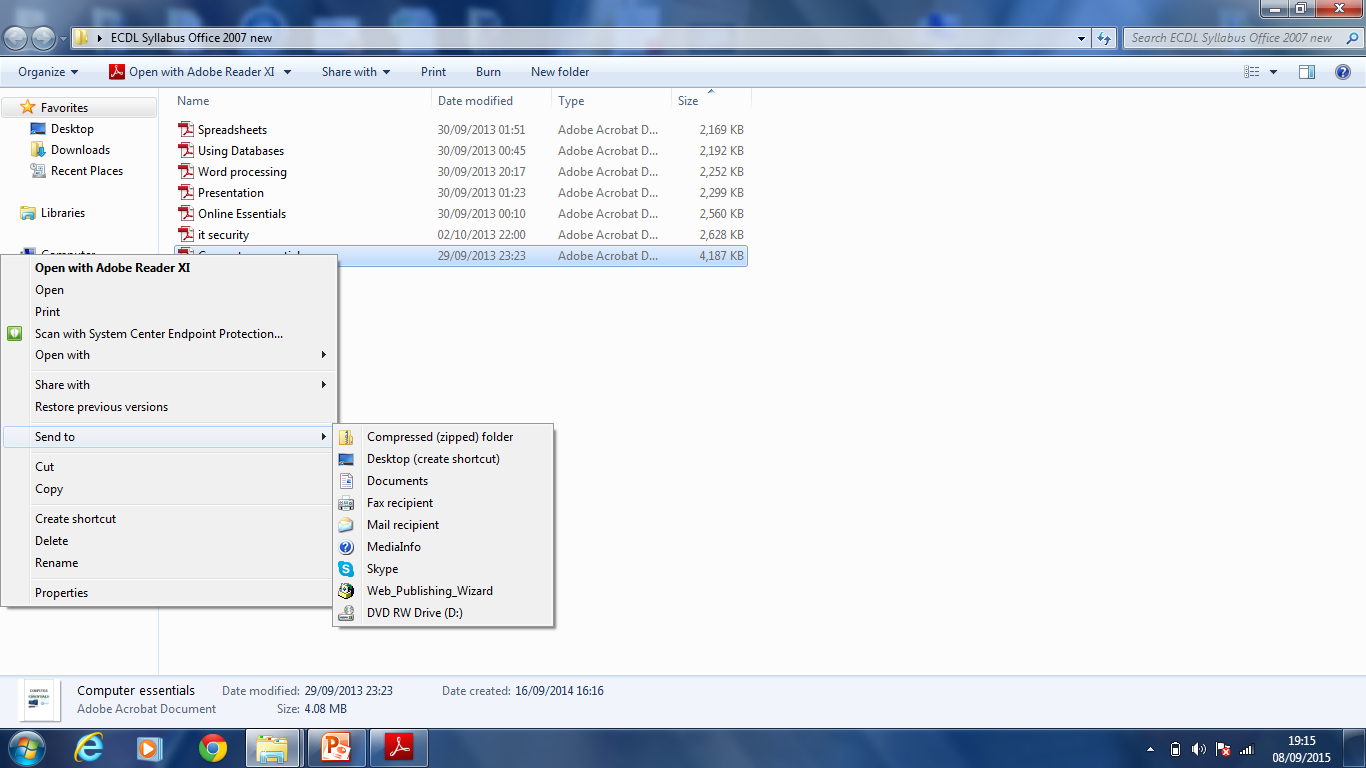 ECDL Syllabus Office 2007 new
Search ECDL Syllabus Office 2007 new
Organize Open with Adobe Reader XI Share with Print Burn New folder
Name Date modified Type Size
Favorites
Desktop
Downloads
Recent Places
Libraries
Computer
Spreadsheets 30/09/2013 01:51 Adobe Acrobat D... 2,169 KB
Using Databases 30/09/2013 00:45 Adobe Acrobat D... 2,192 KB
Word processing 30/09/2013 20:17 Adobe Acrobat D... 2,252 KB
Presentation 30/09/2013 01:23 Adobe Acrobat D... 2,299 KB
Online Essentials 30/09/2013 00:10 Adobe Acrobat D... 2,560 KB
it security 02/10/2013 22:00 Adobe Acrobat D... 2,628 KB
29/09/2013 23:23 Adobe Acrobat D... 4,187 KB
Open with Adobe Reader XI
Open
Print
Scan with System Center Endpoint Protection...
Open with
Share with
Restore previous versions
Send to
Cut
Copy
Create shortcut
Delete
Rename
Properties
Compressed (zipped) folder
Desktop (create shortcut)
Documents
Fax recipient
Mail recipient
MediaInfo
Skype
Web_Publishing_Wizard
DVD RW Drive (D:)
Computer essentials Date modified: 29/09/2013 23:23 Date created: 16/09/2014 16:16
Adobe Acrobat Document Size: 4.08 MB
19:15
08/09/2015